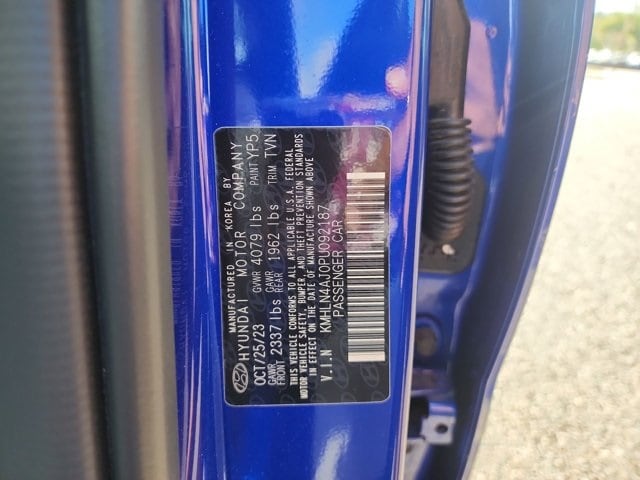 MANUFACTURED IN KOREA BY
HYUNDAI MOTOR COMPANY
OCT/25/23 GVWR 4079 lbs PAINT YP5
GAWR FRONT 2337 lbs GAWR REAR 1962 lbs TRIM TVN
THIS VEHICLE CONFORMS TO ALL APPLICABLE U.S.A. FEDERAL
MOTOR VEHICLE SAFETY, BUMPER, AND THEFT PREVENTION STANDARDS
IN EFFECT ON THE DATE OF MANUFACTURE SHOWN ABOVE
V.I.N KMHLN4AJ0PU092187
PASSENGER CAR